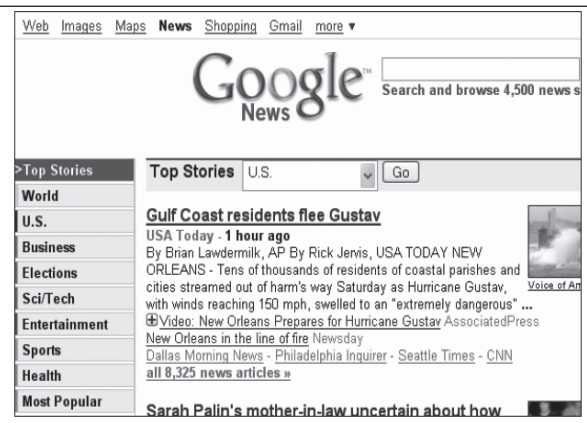 Web Images Maps News Shopping Gmail more ▼
Google™
News
Search and browse 4,500 news s
>Top Stories
World
U.S.
Business
Elections
Sci/Tech
Entertainment
Sports
Health
Most Popular
Top Stories U.S. Go
Gulf Coast residents flee Gustav
USA Today - 1 hour ago
By Brian Lawdermilk, AP By Rick Jervis, USA TODAY NEW
ORLEANS - Tens of thousands of residents of coastal parishes and
cities streamed out of harm's way Saturday as Hurricane Gustav,
with winds reaching 150 mph, swelled to an "extremely dangerous" ...
Video: New Orleans Prepares for Hurricane Gustav AssociatedPress
New Orleans in the line of fire Newsday
Dallas Morning News - Philadelphia Inquirer - Seattle Times - CNN
all 8,325 news articles »
Voice of Am
Sarah Palin's mother-in-law uncertain about how